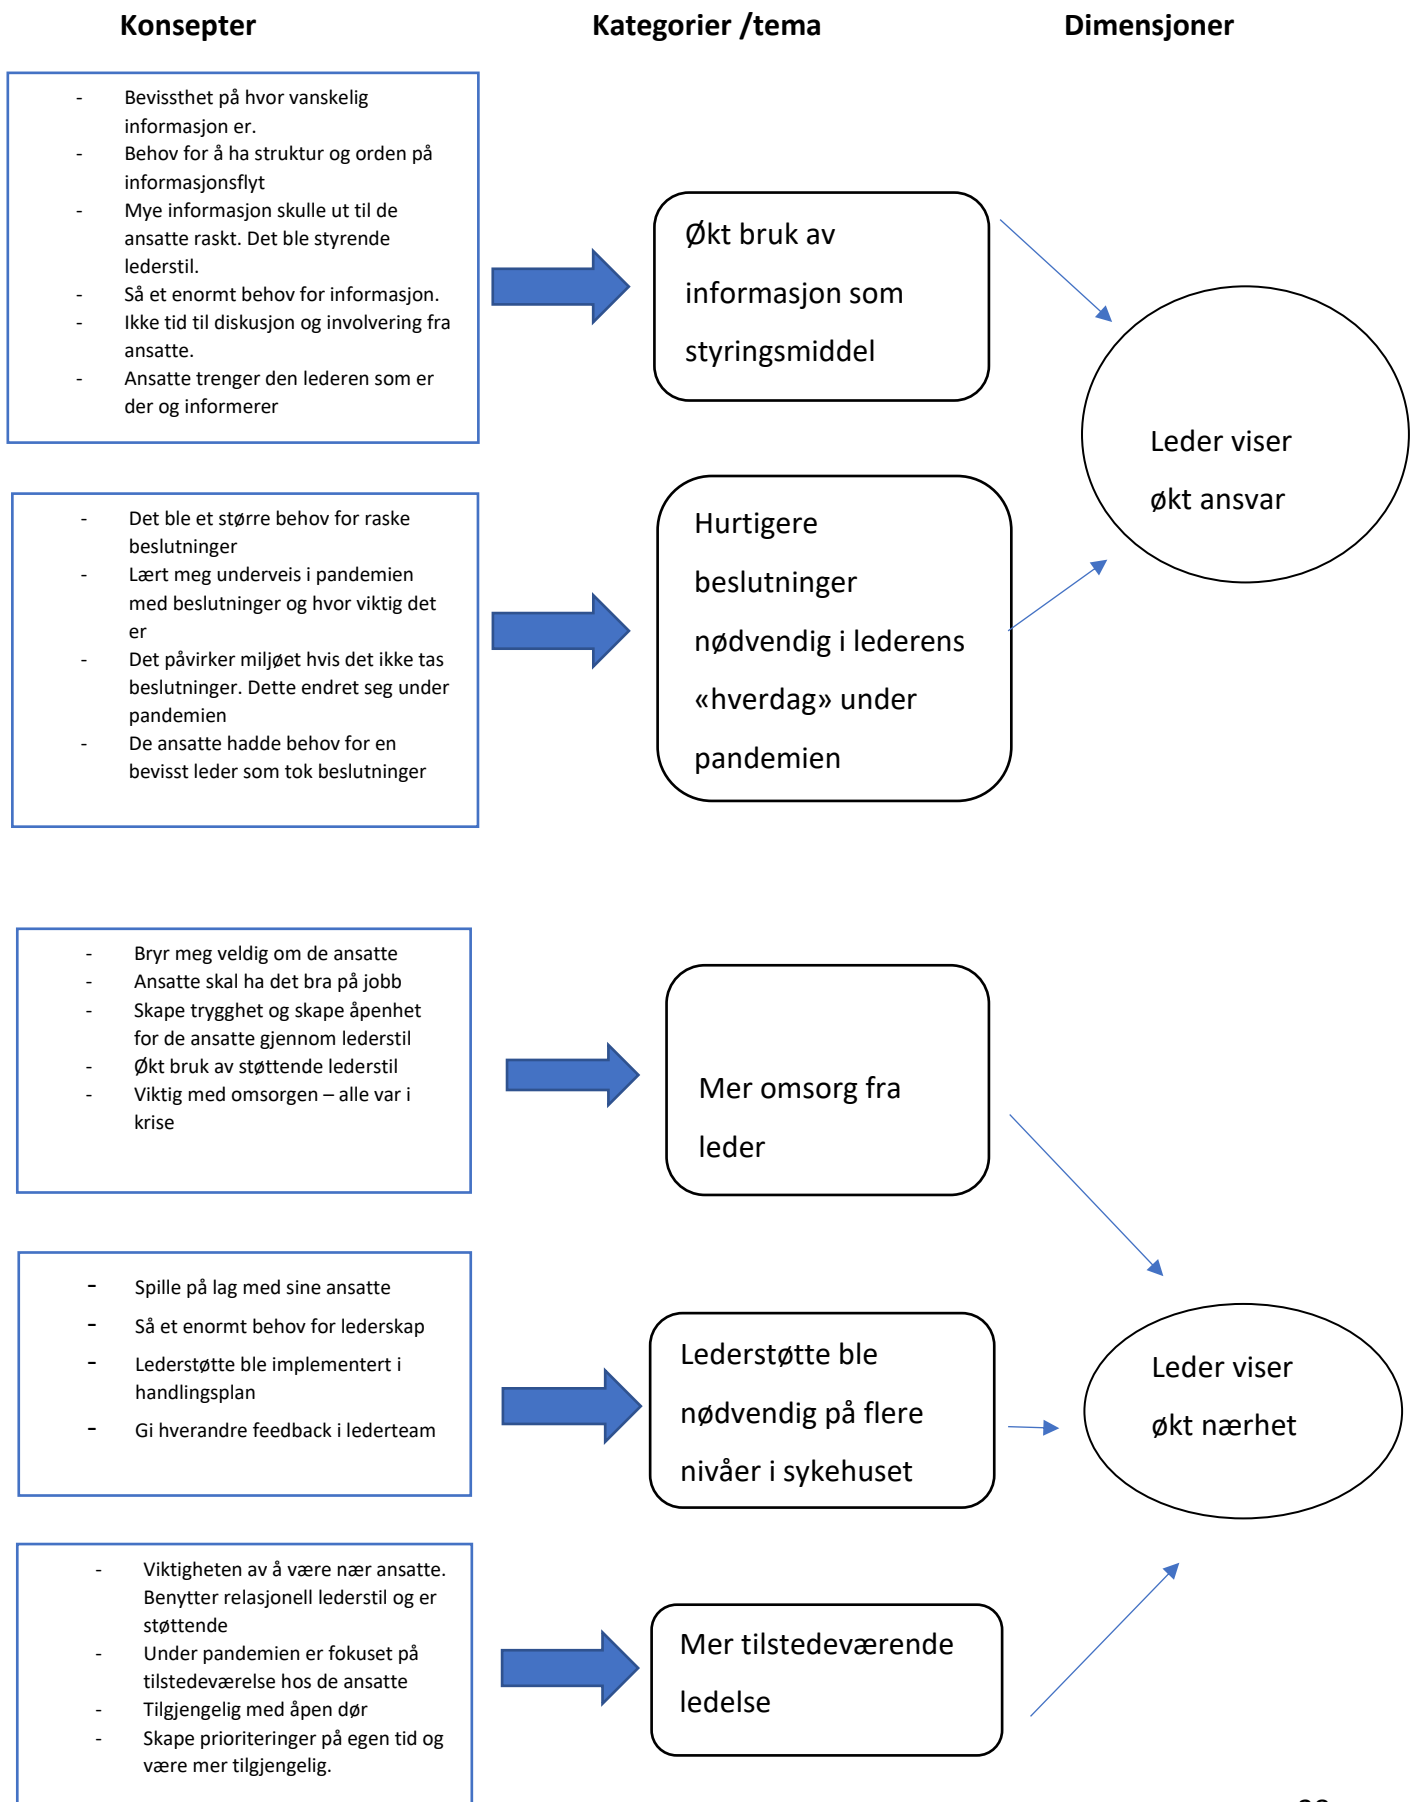 Konsepter Kategorier /tema Dimensjoner
- Bevissthet på hvor vanskelig
informasjon er.
- Behov for å ha struktur og orden på
informasjonsflyt
- Mye informasjon skulle ut til de
ansatte raskt. Det ble styrende
lederstil.
- Så et enormt behov for informasjon.
- Ikke tid til diskusjon og involvering fra
ansatte.
- Ansatte trenger den lederen som er
der og informerer
Økt bruk av
informasjon som
styringsmiddel
Leder viser
økt ansvar
- Det ble et større behov for raske
beslutninger
- Lært meg underveis i pandemien
med beslutninger og hvor viktig det
er
- Det påvirker miljøet hvis det ikke tas
beslutninger. Dette endret seg under
pandemien
- De ansatte hadde behov for en
bevisst leder som tok beslutninger
Hurtigere
beslutninger
nødvendig i lederens
«hverdag» under
pandemien
- Bryr meg veldig om de ansatte
- Ansatte skal ha det bra på jobb
- Skape trygghet og skape åpenhet
for de ansatte gjennom lederstil
- Økt bruk av støttende lederstil
- Viktig med omsorgen – alle var i
krise
Mer omsorg fra
leder
- Spille på lag med sine ansatte
- Så et enormt behov for lederskap
- Lederstøtte ble implementert i
handlingsplan
- Gi hverandre feedback i lederteam
Lederstøtte ble
nødvendig på flere
nivåer i sykehuset
Leder viser
økt nærhet
- Viktigheten av å være nær ansatte.
Benytter relasjonell lederstil og er
støttende
- Under pandemien er fokuset på
tilstedeværelse hos de ansatte
- Tilgjengelig med åpen dør
- Skape prioriteringer på egen tid og
være mer tilgjengelig.
Mer tilstedeværende
ledelse